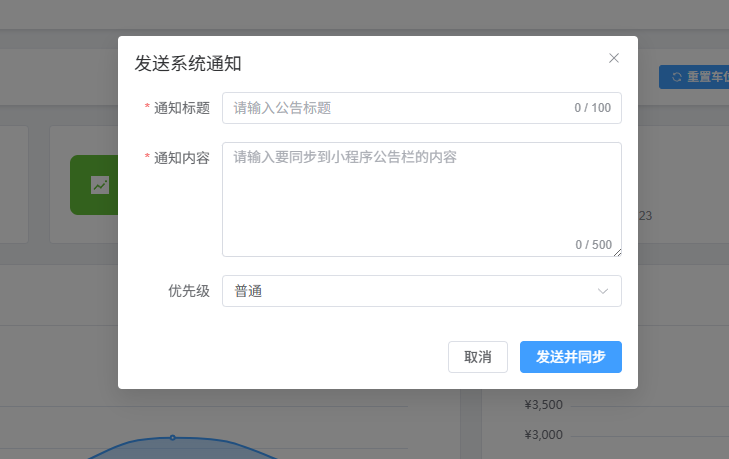 发送系统通知
重置车位
* 通知标题
请输入公告标题
0 / 100
* 通知内容
请输入要同步到小程序公告栏的内容
23
0 / 500
优先级
普通
取消
发送并同步
¥3,500
¥3,000